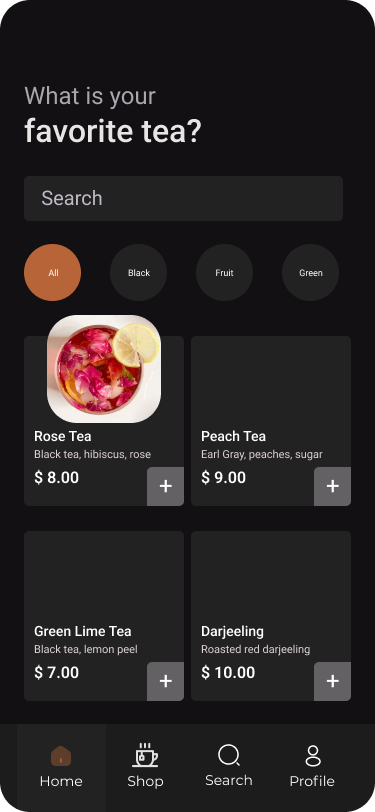 What is your
favorite tea?
Search
All
Black
Fruit
Green
Rose Tea
Black tea, hibiscus, rose
$ 8.00
+
Peach Tea
Earl Gray, peaches, sugar
$ 9.00
+
Green Lime Tea
Black tea, lemon peel
$ 7.00
+
Darjeeling
Roasted red darjeeling
$ 10.00
+
Home
Shop
Search
Profile